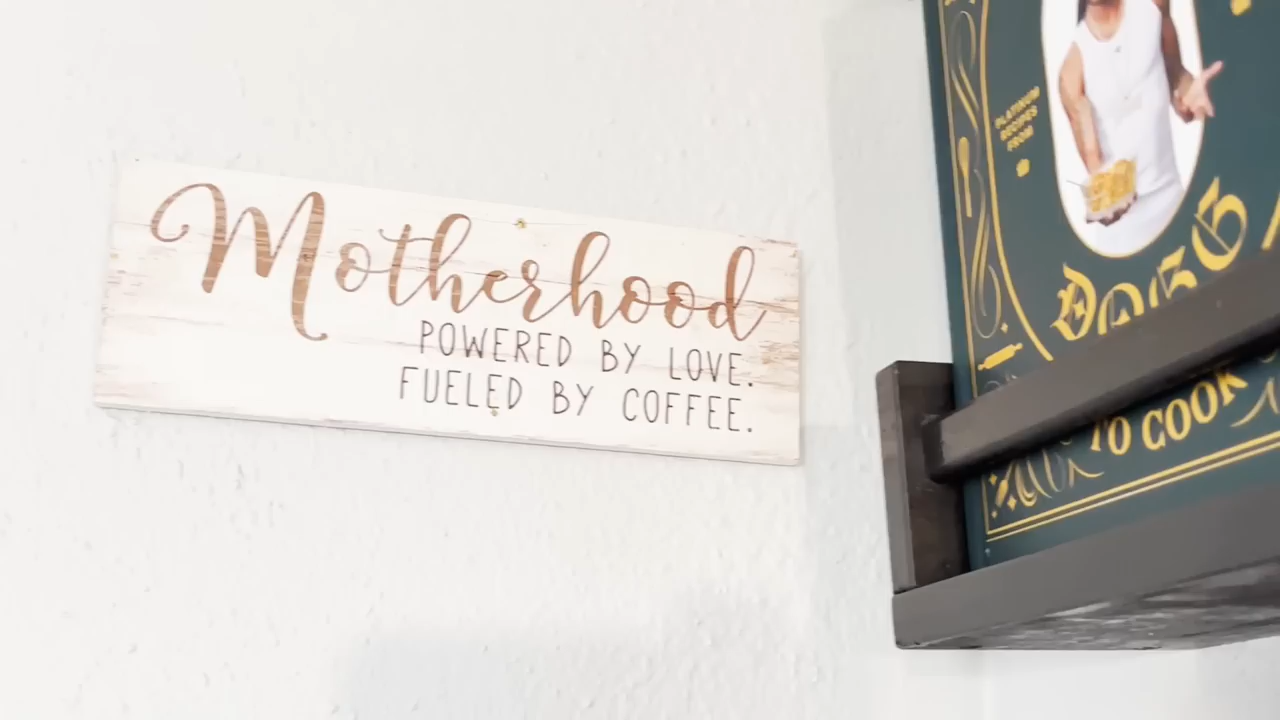 Motherhood
POWERED BY LOVE.
FUELED BY COFFEE.
PLATINUM
RECIPES
FROM
TO COOK